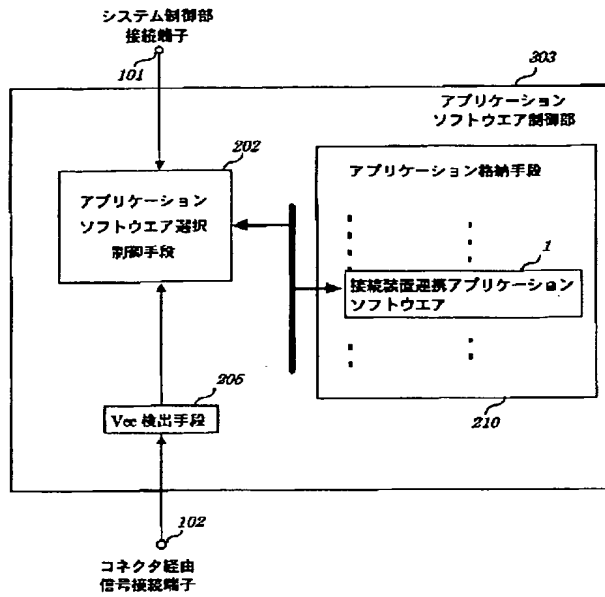 システム制御部
接続端子
101
303
アプリケーション
ソフトウエア制御部
202
アプリケーション
ソフトウエア選択
制御手段
アプリケーション格納手段
1
接続装置連携アプリケーション
ソフトウエア
205
Vcc 検出手段
210
102
コネクタ経由
信号接続端子